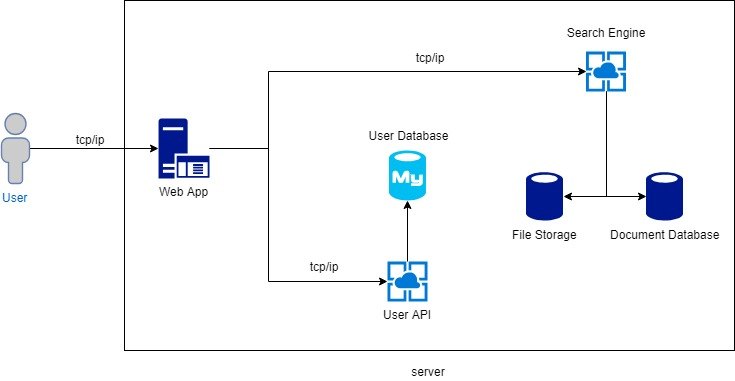 Search Engine
tcp/ip
tcp/ip
User Database
My
User
Web App
File Storage
Document Database
tcp/ip
User API
server